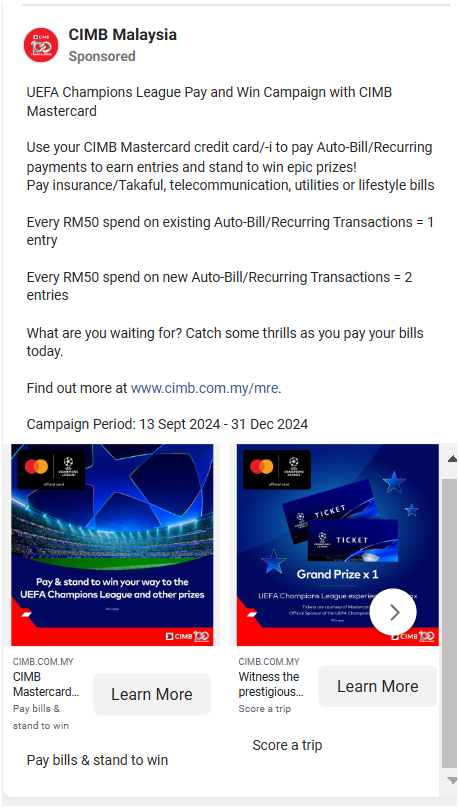 CIMB Malaysia
Sponsored
UEFA Champions League Pay and Win Campaign with CIMB
Mastercard
Use your CIMB Mastercard credit card/-i to pay Auto-Bill/Recurring
payments to earn entries and stand to win epic prizes!
Pay insurance/Takaful, telecommunication, utilities or lifestyle bills
Every RM50 spend on existing Auto-Bill/Recurring Transactions = 1
entry
Every RM50 spend on new Auto-Bill/Recurring Transactions = 2
entries
What are you waiting for? Catch some thrills as you pay your bills
today.
Find out more at www.cimb.com.my/mre.
Campaign Period: 13 Sept 2024 - 31 Dec 2024
official card
Pay & stand to win your way to the
UEFA Champions League and other prizes
CIMB
official card
TICKET
TICKET
Grand Prize x 1
UEFA Champions League
Tickets are courtesy of Mastercard
Official Sponsor of the UEFA
CIMB
CIMB.COM.MY
CIMB
Mastercard...
Pay bills &
stand to win
Learn More
Pay bills & stand to win
CIMB.COM.MY
Witness the
prestigious...
Score a trip
Learn More
Score a trip